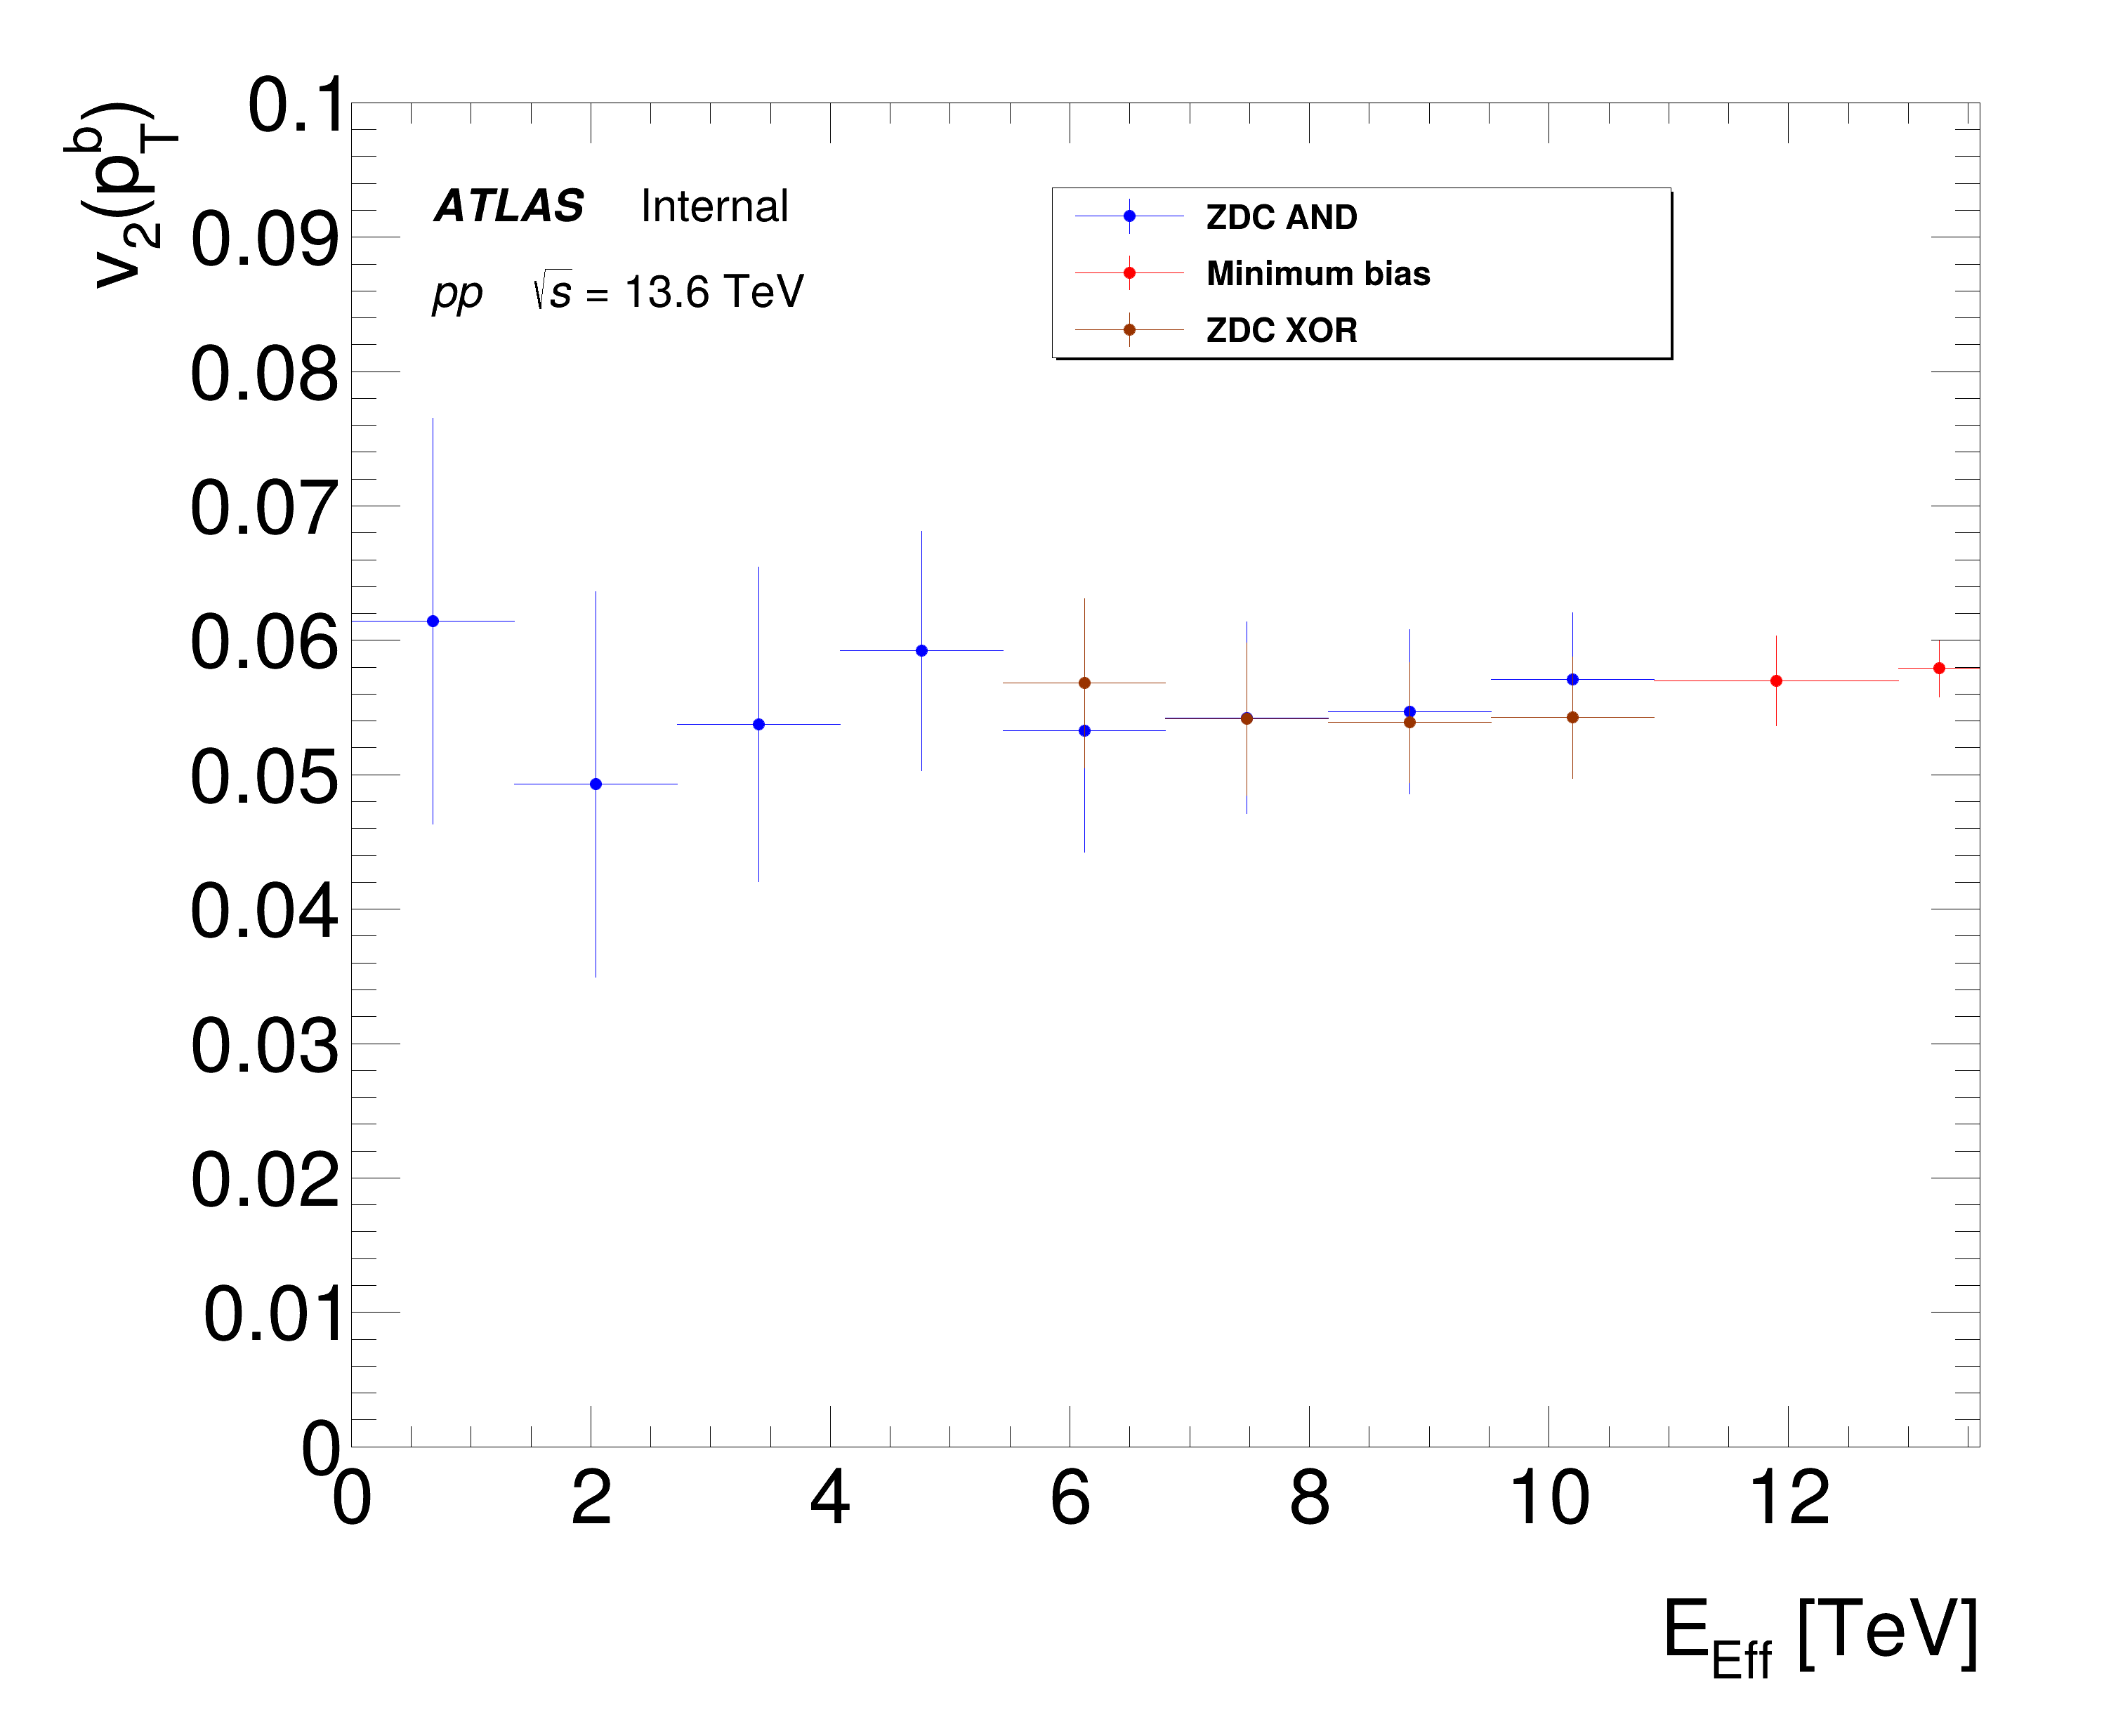 v2(pTb)
0.1
0.09
0.08
0.07
0.06
0.05
0.04
0.03
0.02
0.01
0
ATLAS Internal
pp √s = 13.6 TeV
ZDC AND
Minimum bias
ZDC XOR
0 2 4 6 8 10 12
EEff [TeV]